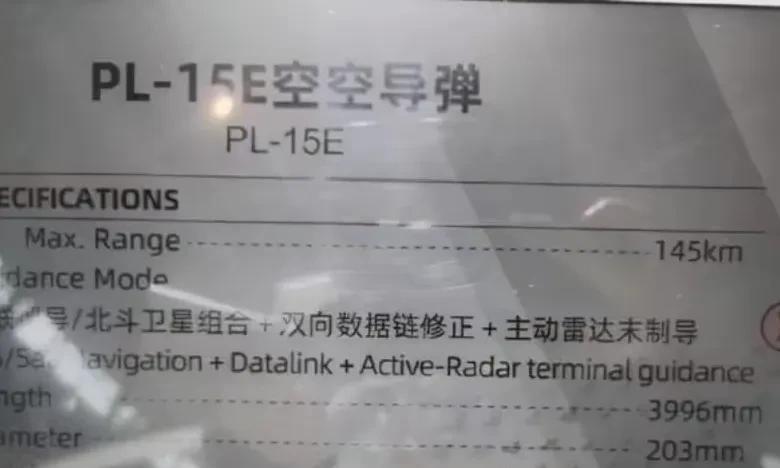 PL-15E空空导弹
PL-15E
ECIFICATIONS
Max. Range 145km
dance Mode
导/北斗卫星组合+双向数据链修正+主动雷达末制导
avigation + Datalink + Active-Radar terminal guidance
ngth 3996mm
ameter 203mm